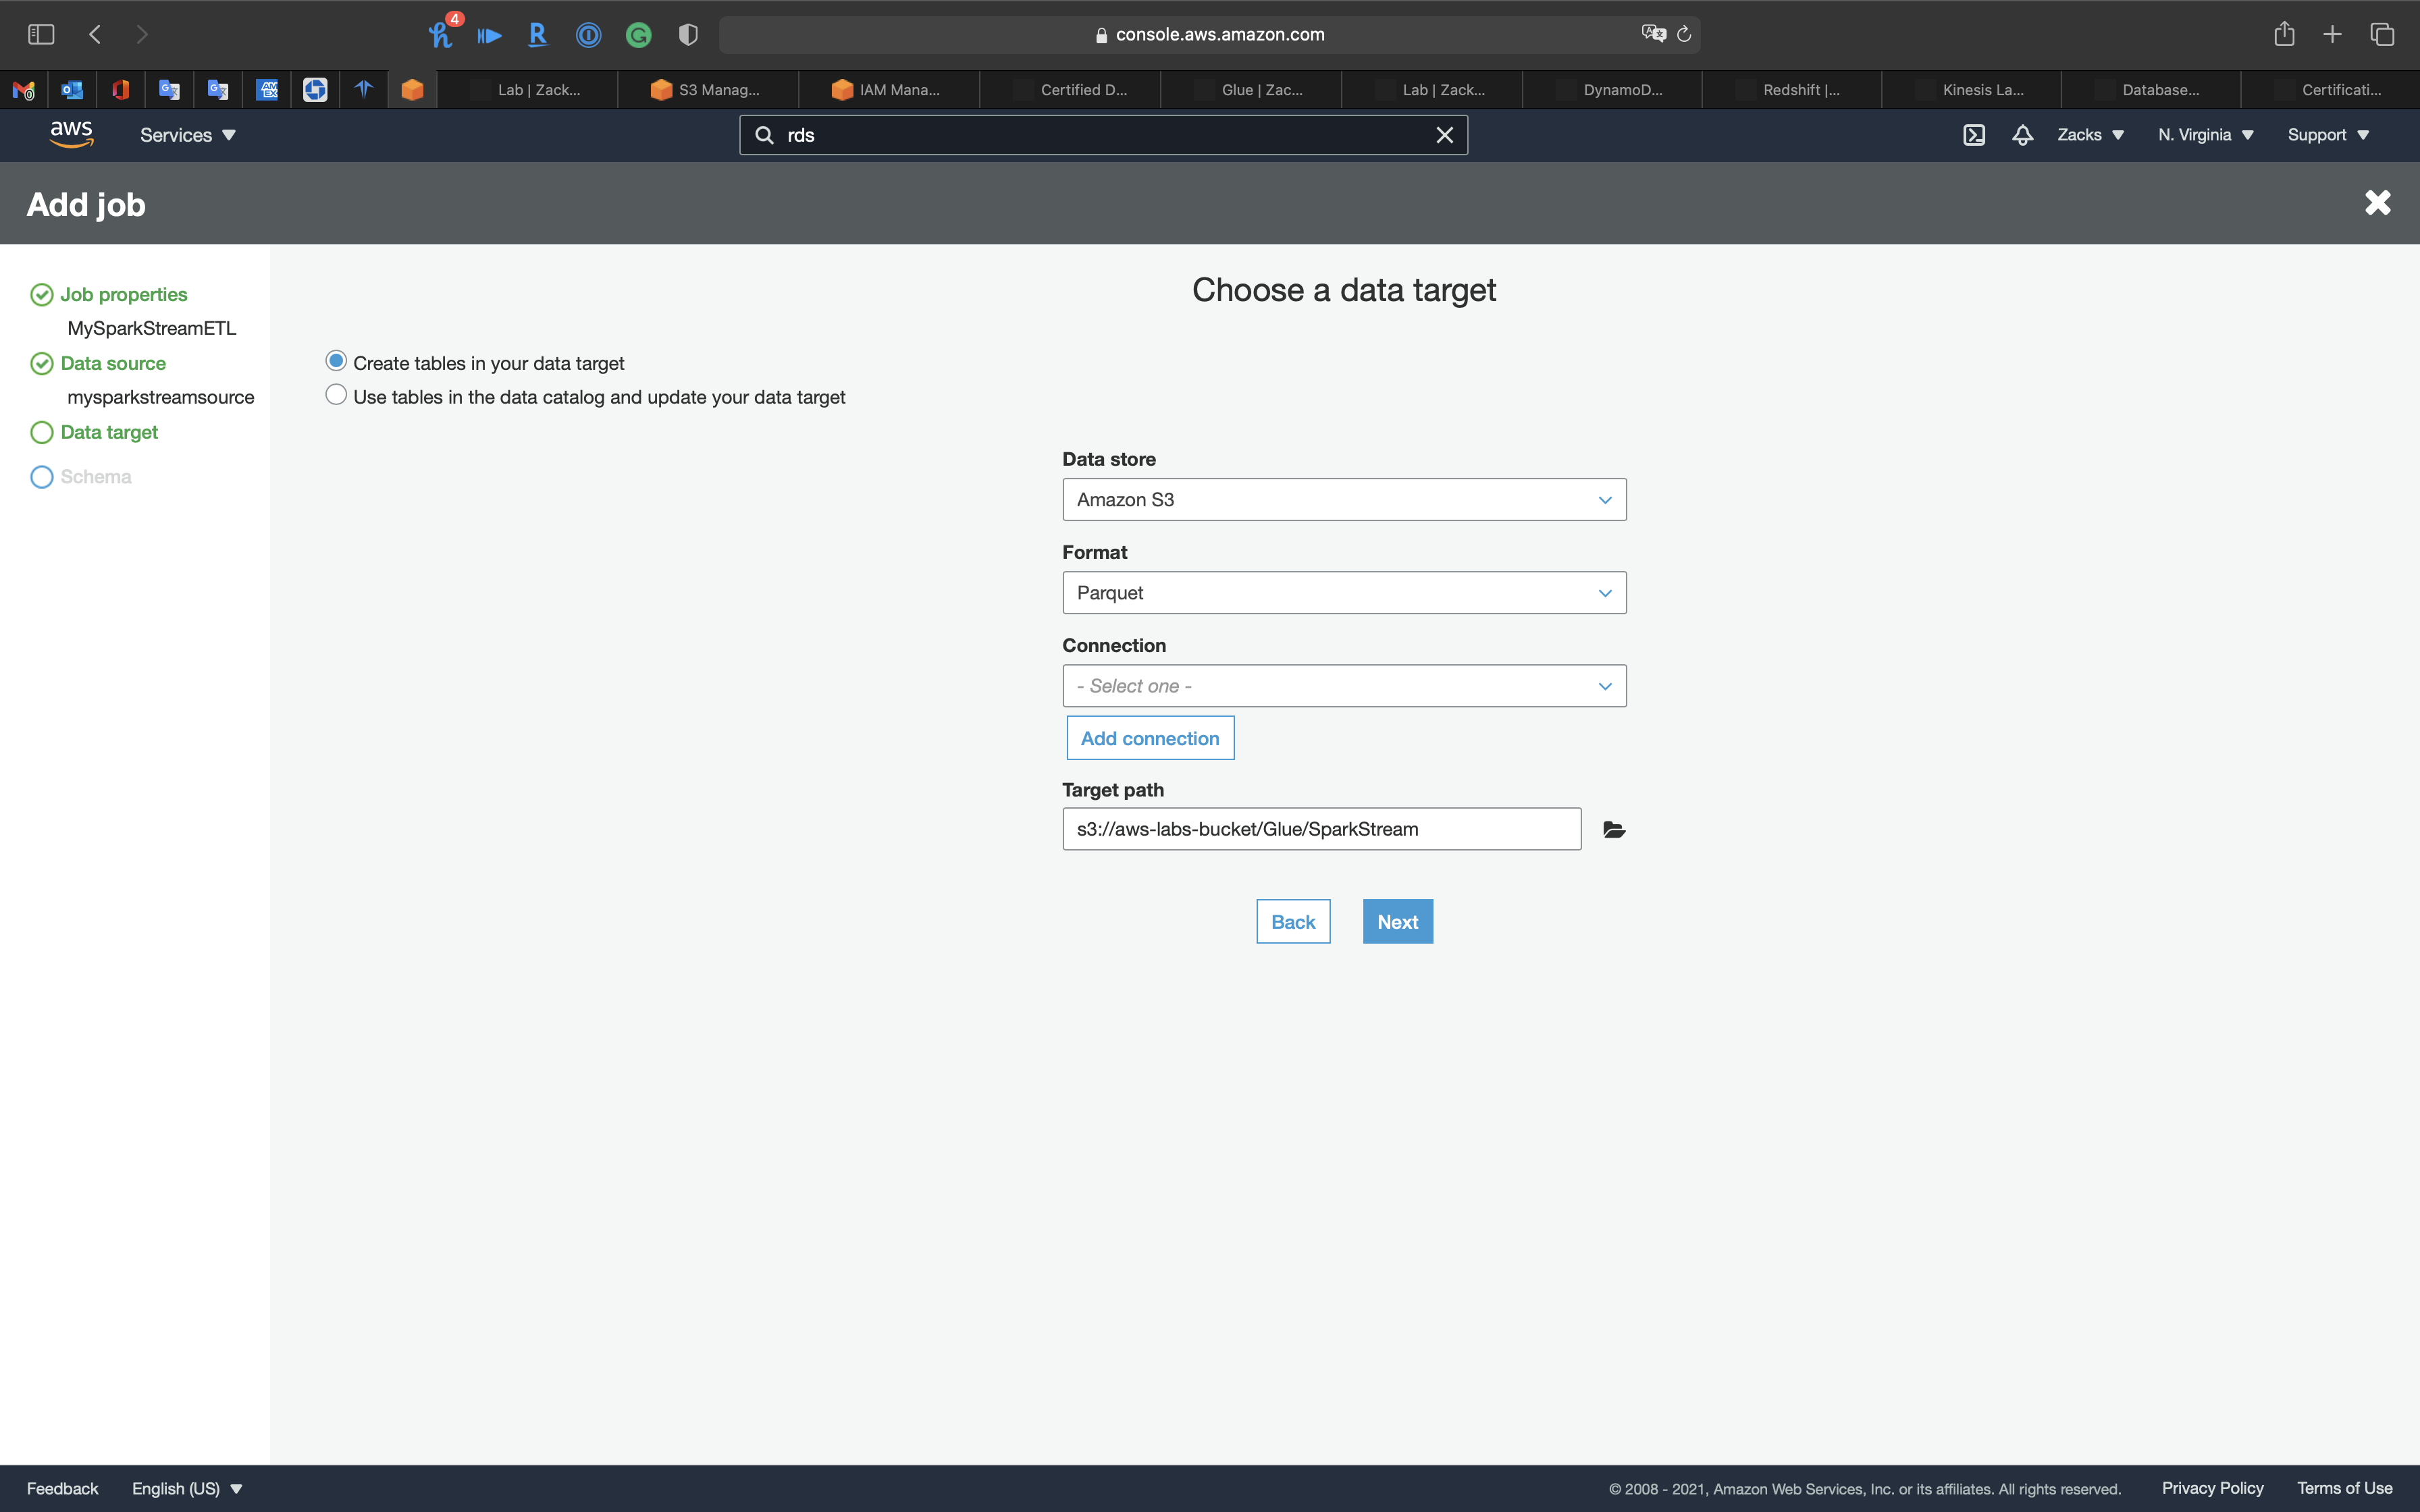 4
console.aws.amazon.com
Lab | Zack...
S3 Manag...
IAM Mana...
Certified D...
Glue | Zac...
Lab | Zack...
DynamoD...
Redshift |...
Kinesis La...
Database...
Certificati...
aws
Services
rds
Zacks
N. Virginia
Support
Add job
Job properties
MySparkStreamETL
Data source
mysparkstreamsource
Data target
Schema
Choose a data target
Create tables in your data target
Use tables in the data catalog and update your data target
Data store
Amazon S3
Format
Parquet
Connection
- Select one -
Add connection
Target path
s3://aws-labs-bucket/Glue/SparkStream
Back
Next
Feedback
English (US)
© 2008 - 2021, Amazon Web Services, Inc. or its affiliates. All rights reserved.
Privacy Policy
Terms of Use